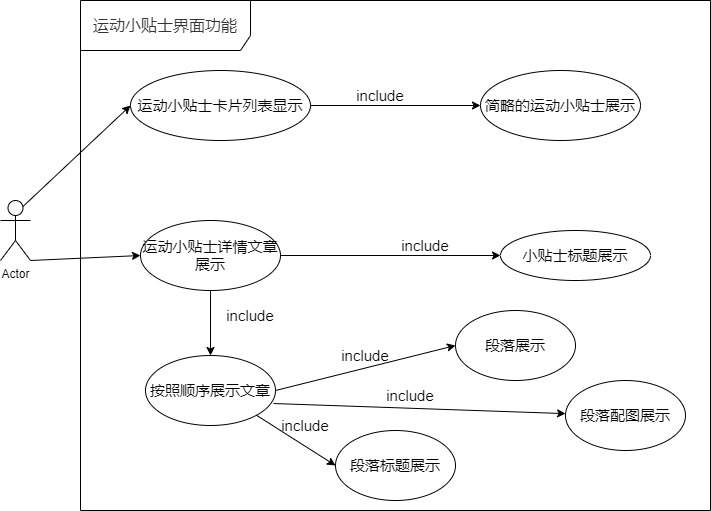 运动小贴士界面功能
include
运动小贴士卡片列表显示
简略的运动小贴士展示
Actor
运动小贴士详情文章
展示
include
小贴士标题展示
include
按照顺序展示文章
include
段落展示
include
段落配图展示
include
段落标题展示